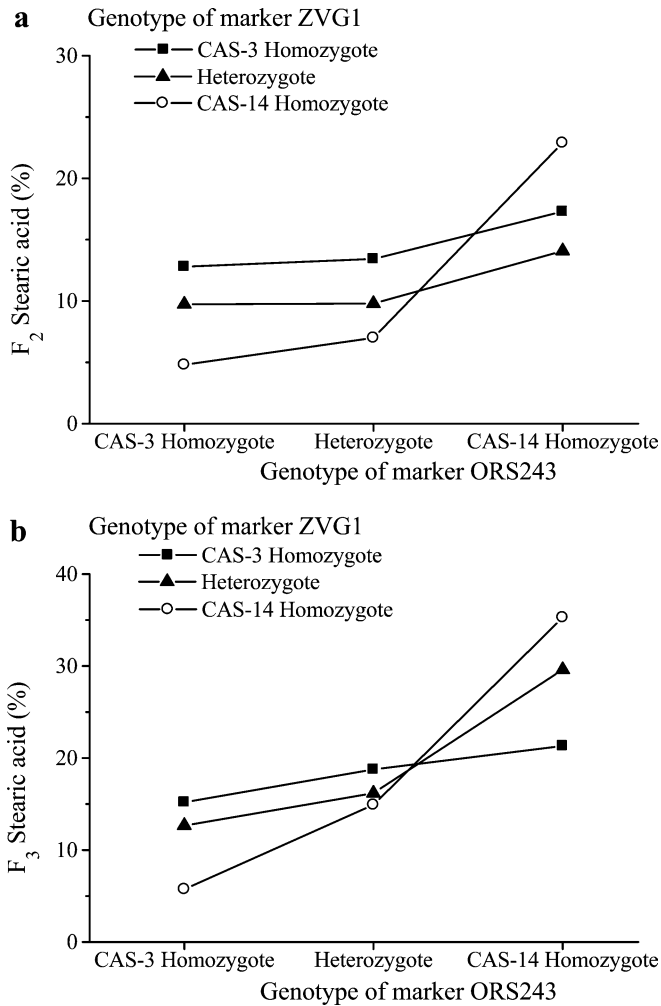 a
Genotype of marker ZVG1
CAS-3 Homozygote
Heterozygote
CAS-14 Homozygote
30
20
10
0
F2 Stearic acid (%)
CAS-3 Homozygote Heterozygote CAS-14 Homozygote
Genotype of marker ORS243
b
Genotype of marker ZVG1
CAS-3 Homozygote
Heterozygote
CAS-14 Homozygote
40
30
20
10
0
F3 Stearic acid (%)
CAS-3 Homozygote Heterozygote CAS-14 Homozygote
Genotype of marker ORS243